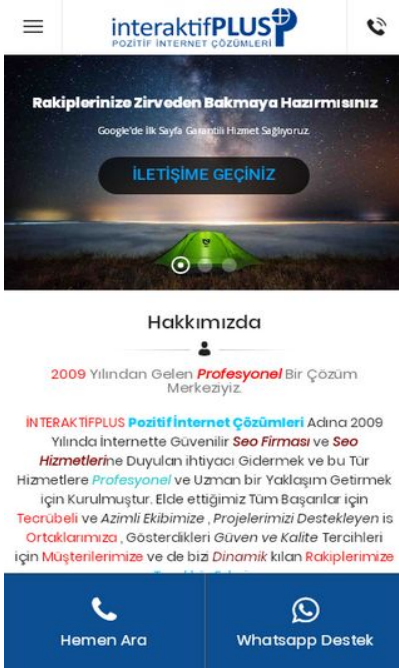 interaktifPLUS
POZİTİF İNTERNET ÇÖZÜMLERİ
Rakiplerinize Zirveden Bakmaya Hazırmısınız
Google'de İlk Sayfa Garantili Hizmet Sağlıyoruz.
İLETİŞİME GEÇİNİZ
Hakkımızda
2009 Yılından Gelen Profesyonel Bir Çözüm
Merkeziyiz.
İNTERAKTİFPLUS Pozitif İnternet Çözümleri Adına 2009
Yılında İnternette Güvenilir Seo Firması ve Seo
Hizmetlerine Duyulan ihtiyacı Gidermek ve bu Tür
Hizmetlere Profesyonel ve Uzman bir Yaklaşım Getirmek
için Kurulmuştur. Elde ettiğimiz Tüm Başarılar için
Tecrübeli ve Azimli Ekibimize , Projelerimizi Destekleyen is
Ortaklarımıza , Gösterdikleri Güven ve Kalite Tercihleri
için Müşterilerimize ve de bizi Dinamik kılan Rakiplerimize
Hemen Ara
Whatsapp Destek